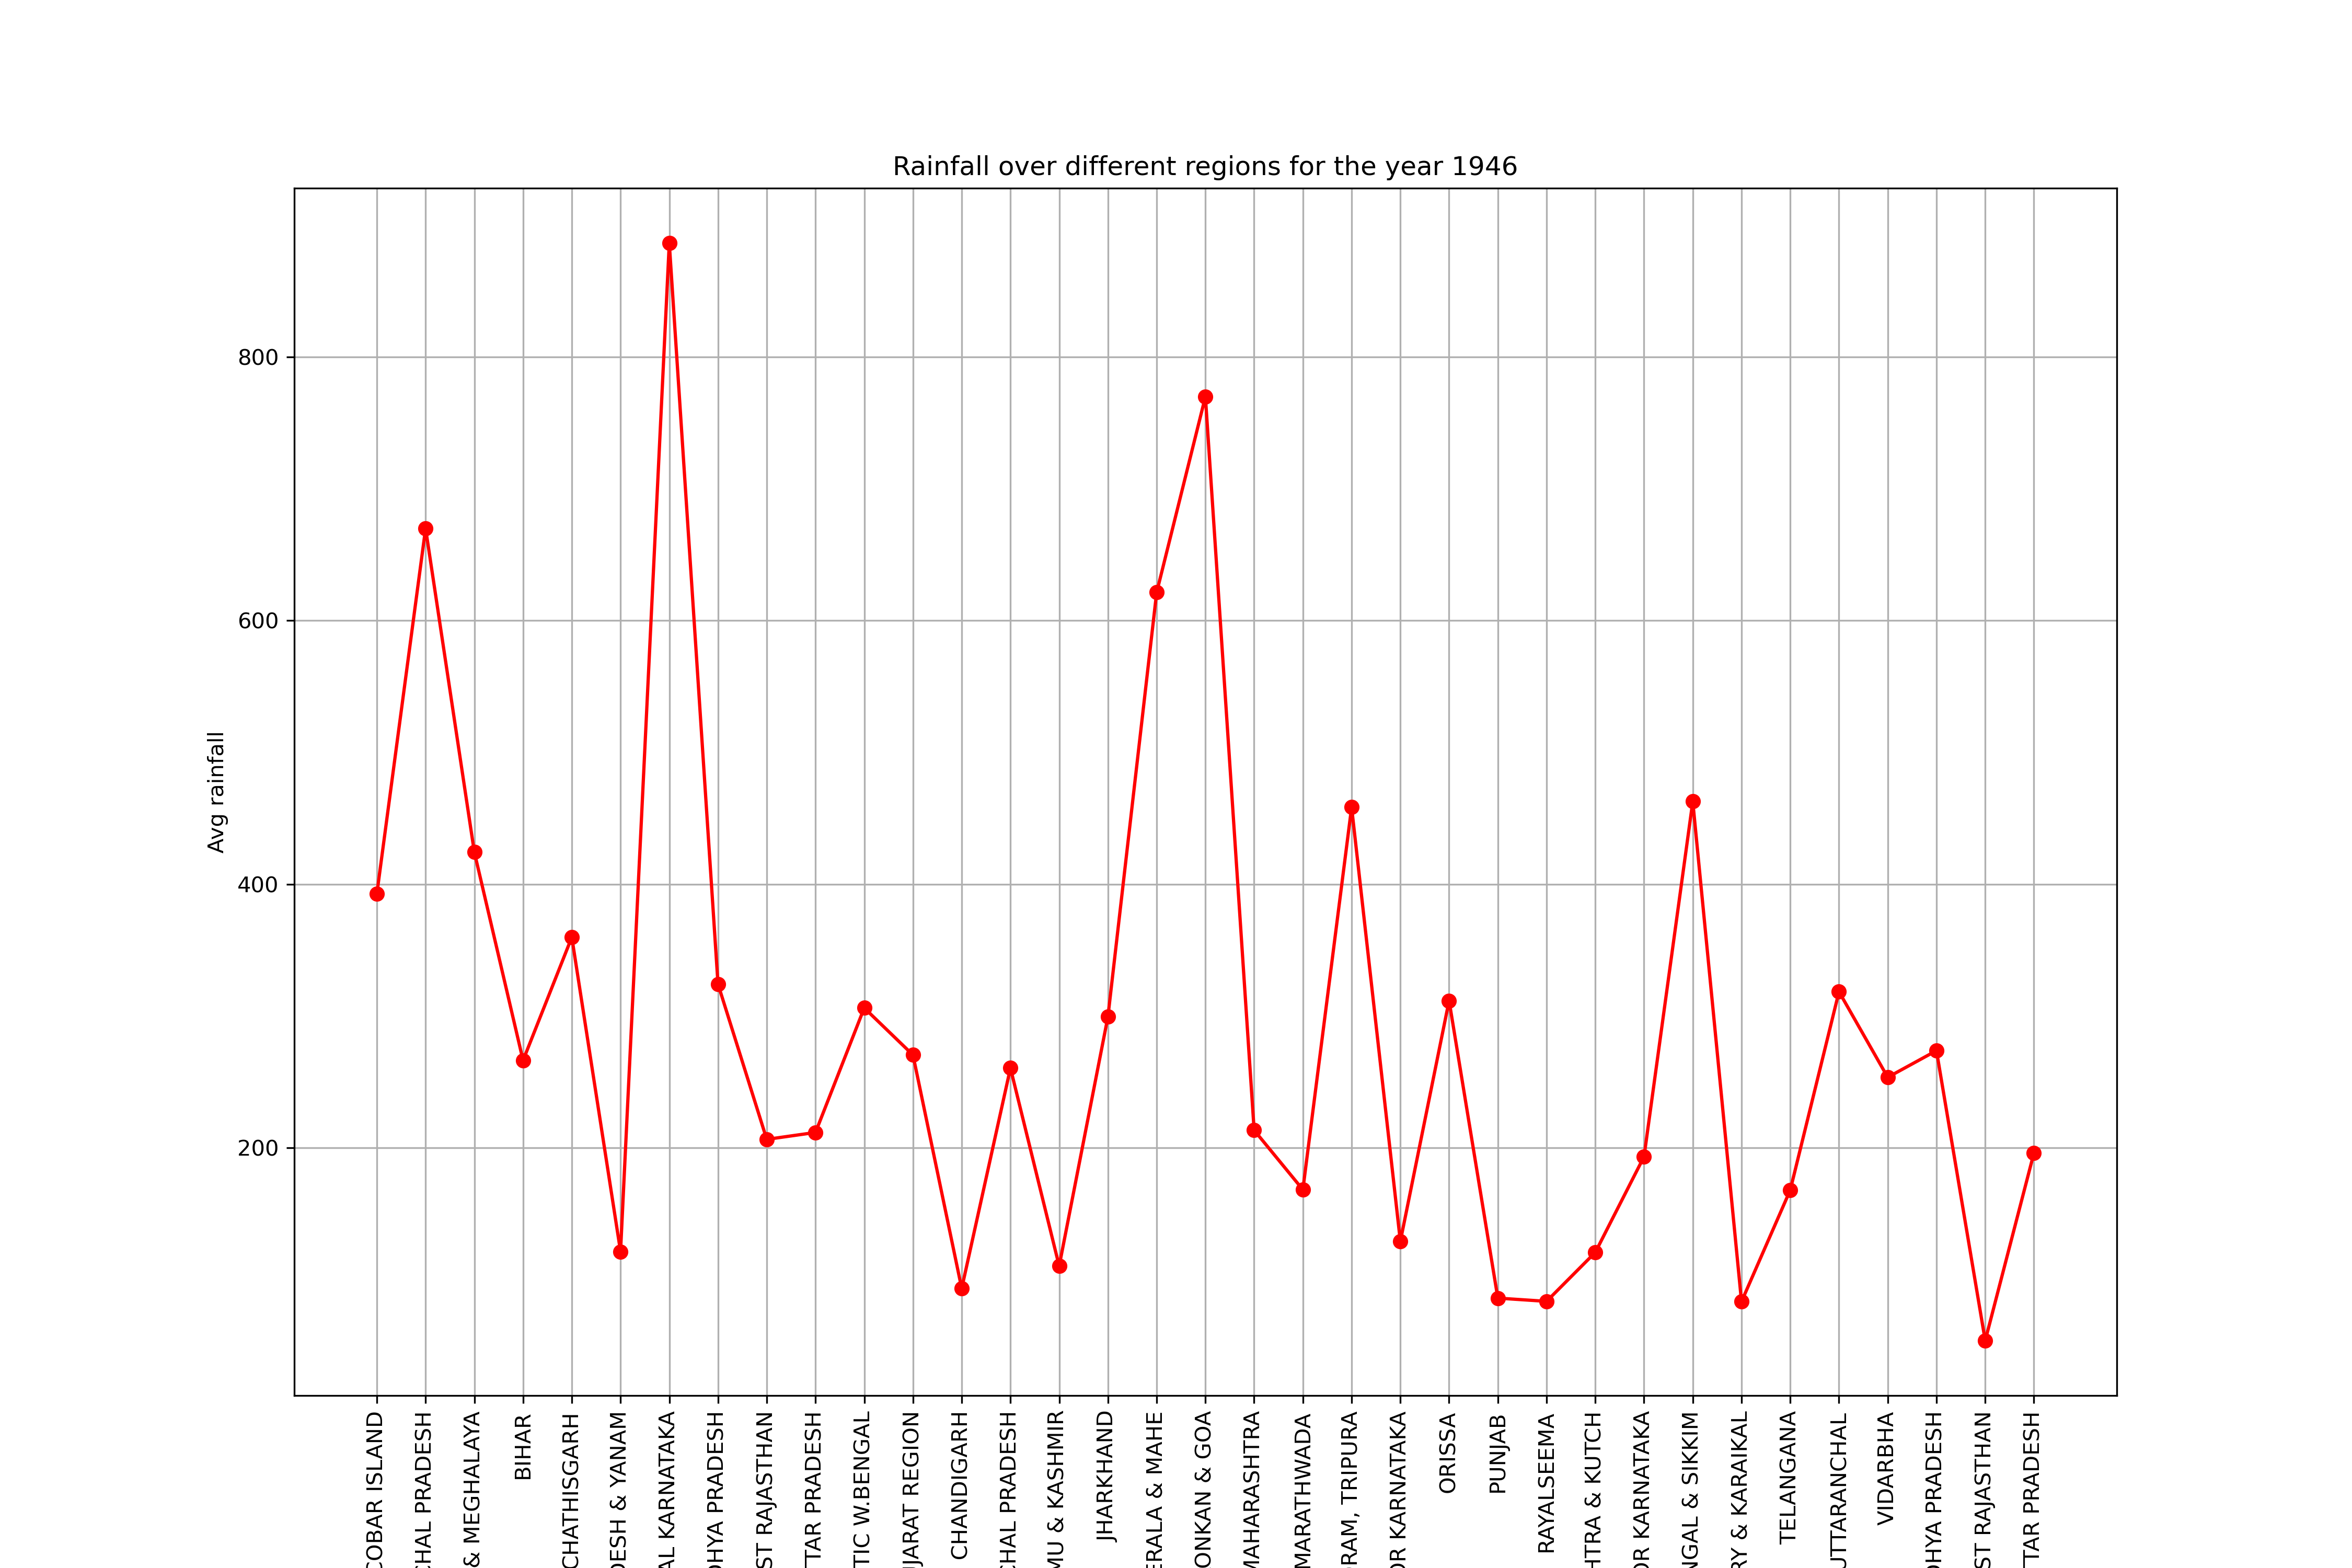 Rainfall over different regions for the year 1946
Avg rainfall
800
600
400
200
COBAR ISLAND
CHAL PRADESH
& MEGHALAYA
BIHAR
CHATHISGARH
DESH & YANAM
AL KARNATAKA
DHYA PRADESH
ST RAJASTHAN
TTAR PRADESH
TIC W.BENGAL
JARAT REGION
CHANDIGARH
CHAL PRADESH
MU & KASHMIR
JHARKHAND
ERALA & MAHE
ONKAN & GOA
MAHARASHTRA
MARATHWADA
RAM, TRIPURA
OR KARNATAKA
ORISSA
PUNJAB
RAYALSEEMA
HTRA & KUTCH
OR KARNATAKA
NGAL & SIKKIM
RY & KARAIKAL
TELANGANA
UTTARANCHAL
VIDARBHA
DHYA PRADESH
ST RAJASTHAN
TTAR PRADESH